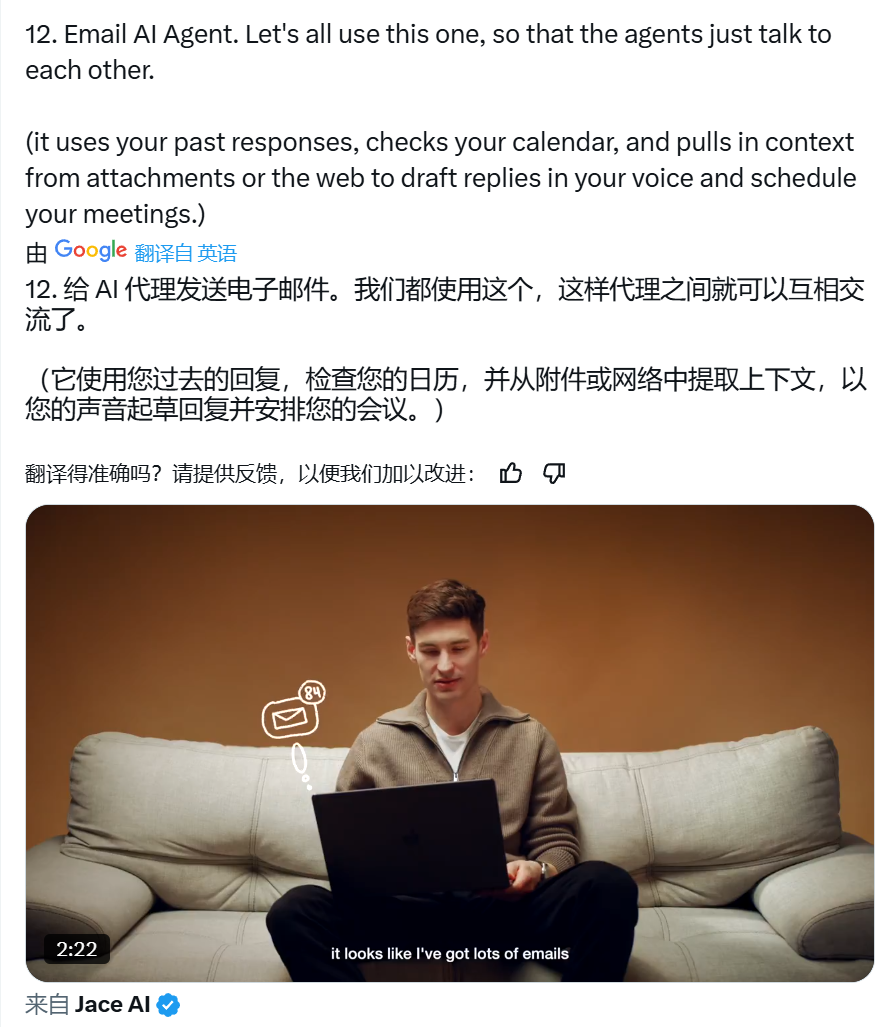 12. Email AI Agent. Let's all use this one, so that the agents just talk to
each other.
(it uses your past responses, checks your calendar, and pulls in context
from attachments or the web to draft replies in your voice and schedule
your meetings.)
由 Google 翻译自 英语
12. 给 AI 代理发送电子邮件。我们都使用这个，这样代理之间就可以互相交
流了。
（它使用您过去的回复，检查您的日历，并从附件或网络中提取上下文，以
您的声音起草回复并安排您的会议。）
翻译得准确吗？请提供反馈，以便我们加以改进：
84
it looks like I've got lots of emails
2:22
来自 Jace AI